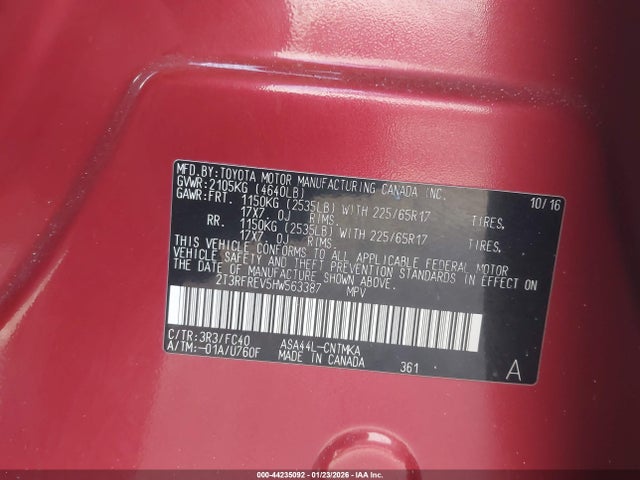 MFD.BY:TOYOTA MOTOR MANUFACTURING CANADA INC. 10/16
GVWR:2105KG (4640LB)
GAWR:FRT. 1150KG (2535LB) WITH 225/65R17 TIRES.
17X7.0J RIMS.
RR. 1150KG (2535LB) WITH 225/65R17 TIRES.
17X7.0J RIMS.
THIS VEHICLE CONFORMS TO ALL APPLICABLE FEDERAL MOTOR
VEHICLE SAFETY AND THEFT PREVENTION STANDARDS IN EFFECT ON
THE DATE OF MANUFACTURE SHOWN ABOVE.
2T3RFREV5HW563387 MPV
C/TR:3R3/FC40 ASA44L-CNTMKA
A/TM:-01A/U760F MADE IN CANADA 361 A
000-44235092 - 01/23/2026 - IAA Inc.